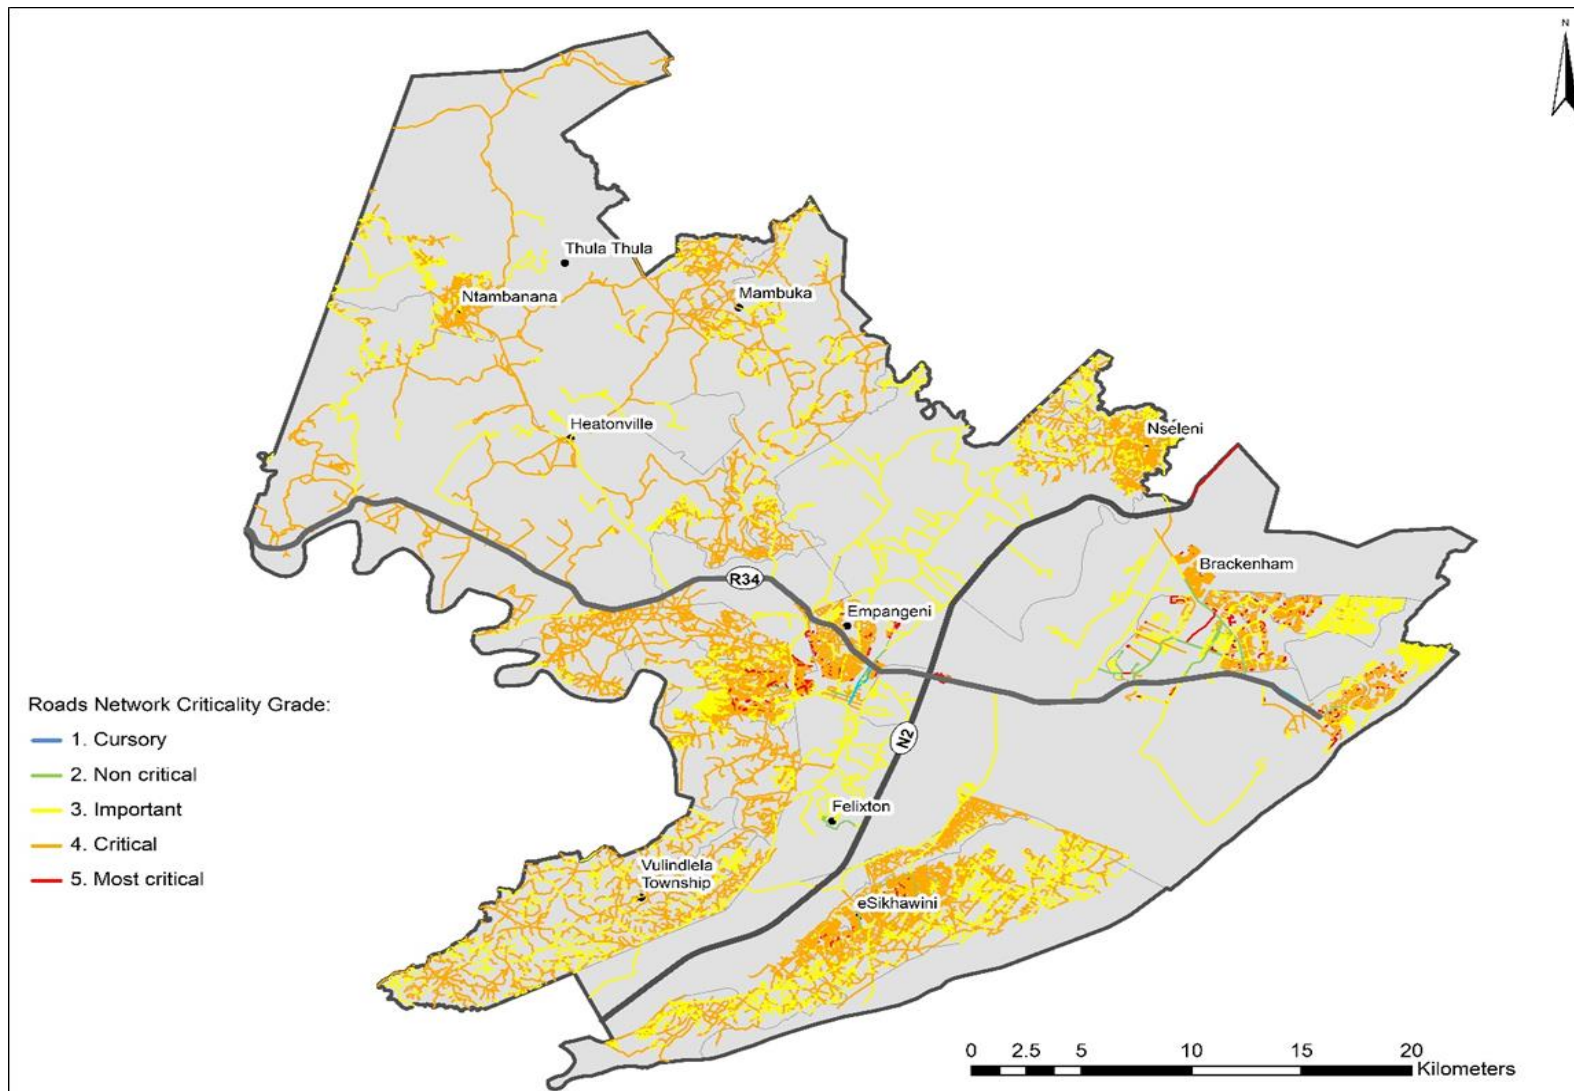 N
Thula Thula
Ntambanana
Mambuka
Heatonville
Nseleni
Brackenham
R34
Empangeni
N2
Felixton
Vulindlela
Township
eSikhawini
Roads Network Criticality Grade:
1. Cursory
2. Non critical
3. Important
4. Critical
5. Most critical
0 2.5 5 10 15 20
Kilometers